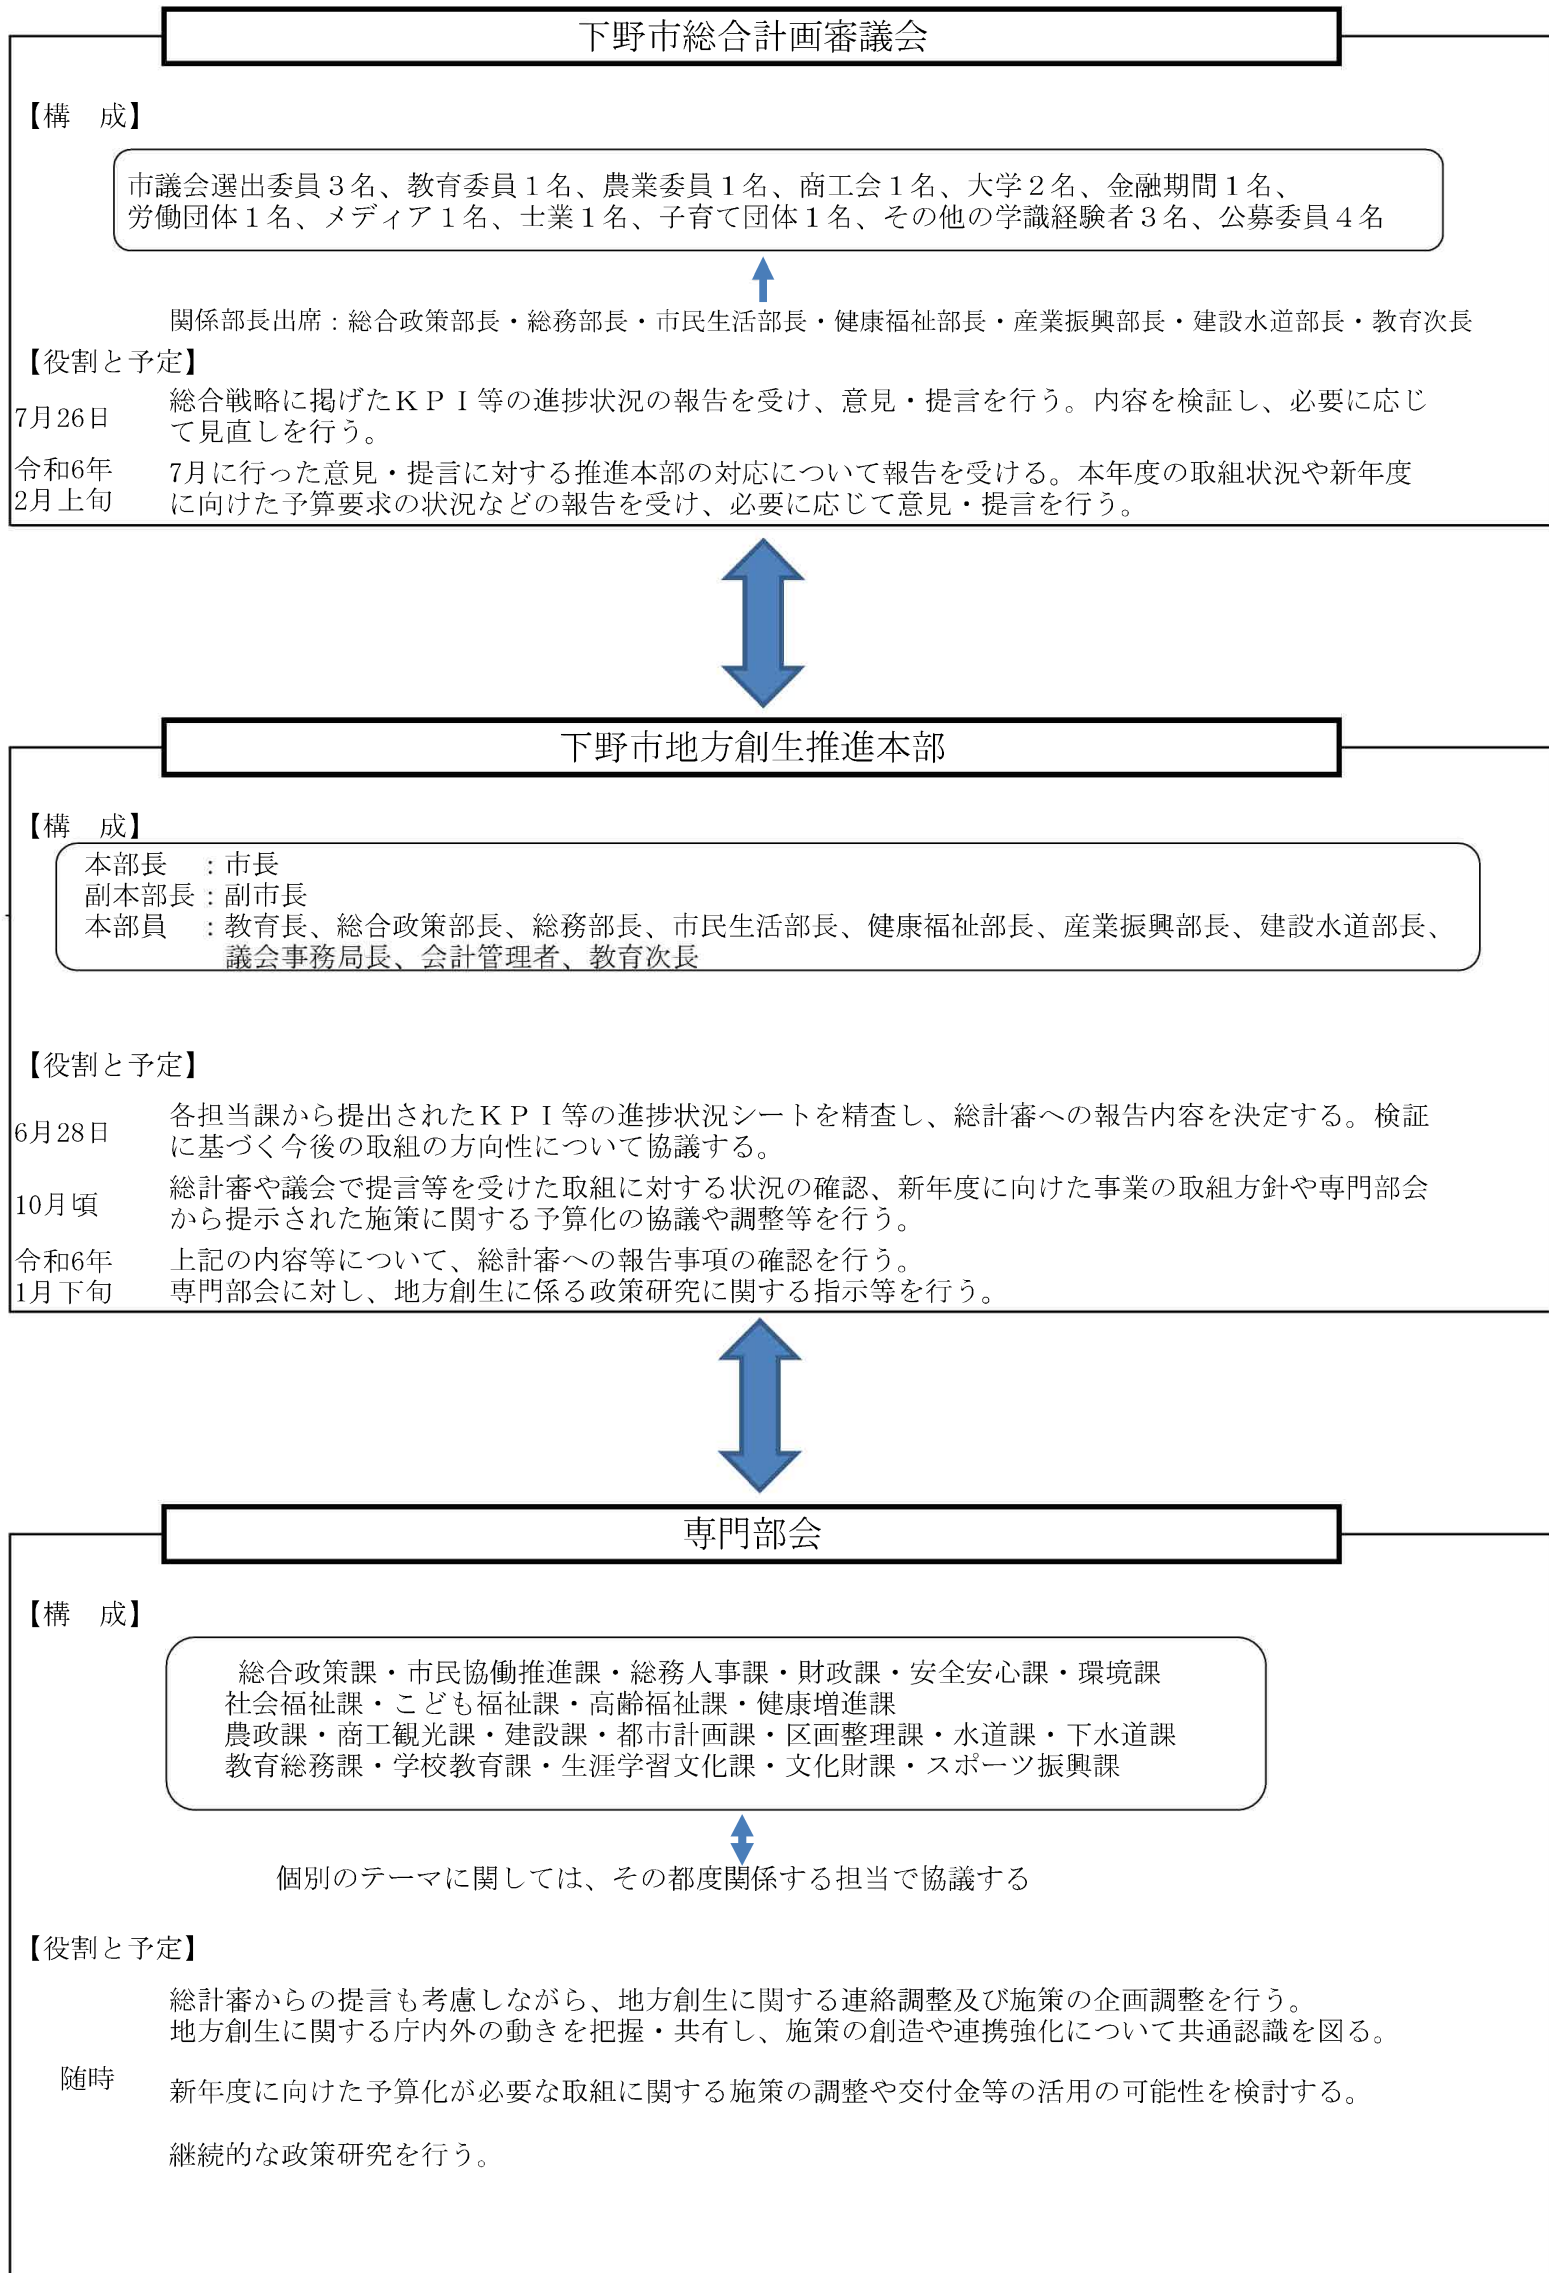 下野市総合計画審議会
【構　成】
市議会選出委員３名、教育委員１名、農業委員１名、商工会１名、大学２名、金融期間１名、
労働団体１名、メディア１名、士業１名、子育て団体１名、その他の学識経験者３名、公募委員４名
関係部長出席：総合政策部長・総務部長・市民生活部長・健康福祉部長・産業振興部長・建設水道部長・教育次長
【役割と予定】
7月26日
総合戦略に掲げたＫＰＩ等の進捗状況の報告を受け、意見・提言を行う。内容を検証し、必要に応じ
て見直しを行う。
令和6年
2月上旬
7月に行った意見・提言に対する推進本部の対応について報告を受ける。本年度の取組状況や新年度
に向けた予算要求の状況などの報告を受け、必要に応じて意見・提言を行う。
下野市地方創生推進本部
【構　成】
本部長　：市長
副本部長：副市長
本部員　：教育長、総合政策部長、総務部長、市民生活部長、健康福祉部長、産業振興部長、建設水道部長、
議会事務局長、会計管理者、教育次長
【役割と予定】
6月28日
各担当課から提出されたＫＰＩ等の進捗状況シートを精査し、総計審への報告内容を決定する。検証
に基づく今後の取組の方向性について協議する。
10月頃
総計審や議会で提言等を受けた取組に対する状況の確認、新年度に向けた事業の取組方針や専門部会
から提示された施策に関する予算化の協議や調整等を行う。
令和6年
1月下旬
上記の内容等について、総計審への報告事項の確認を行う。
専門部会に対し、地方創生に係る政策研究に関する指示等を行う。
専門部会
【構　成】
総合政策課・市民協働推進課・総務人事課・財政課・安全安心課・環境課
社会福祉課・こども福祉課・高齢福祉課・健康増進課
農政課・商工観光課・建設課・都市計画課・区画整理課・水道課・下水道課
教育総務課・学校教育課・生涯学習文化課・文化財課・スポーツ振興課
個別のテーマに関しては、その都度関係する担当で協議する
【役割と予定】
総計審からの提言も考慮しながら、地方創生に関する連絡調整及び施策の企画調整を行う。
地方創生に関する庁内外の動きを把握・共有し、施策の創造や連携強化について共通認識を図る。
随時
新年度に向けた予算化が必要な取組に関する施策の調整や交付金等の活用の可能性を検討する。
継続的な政策研究を行う。